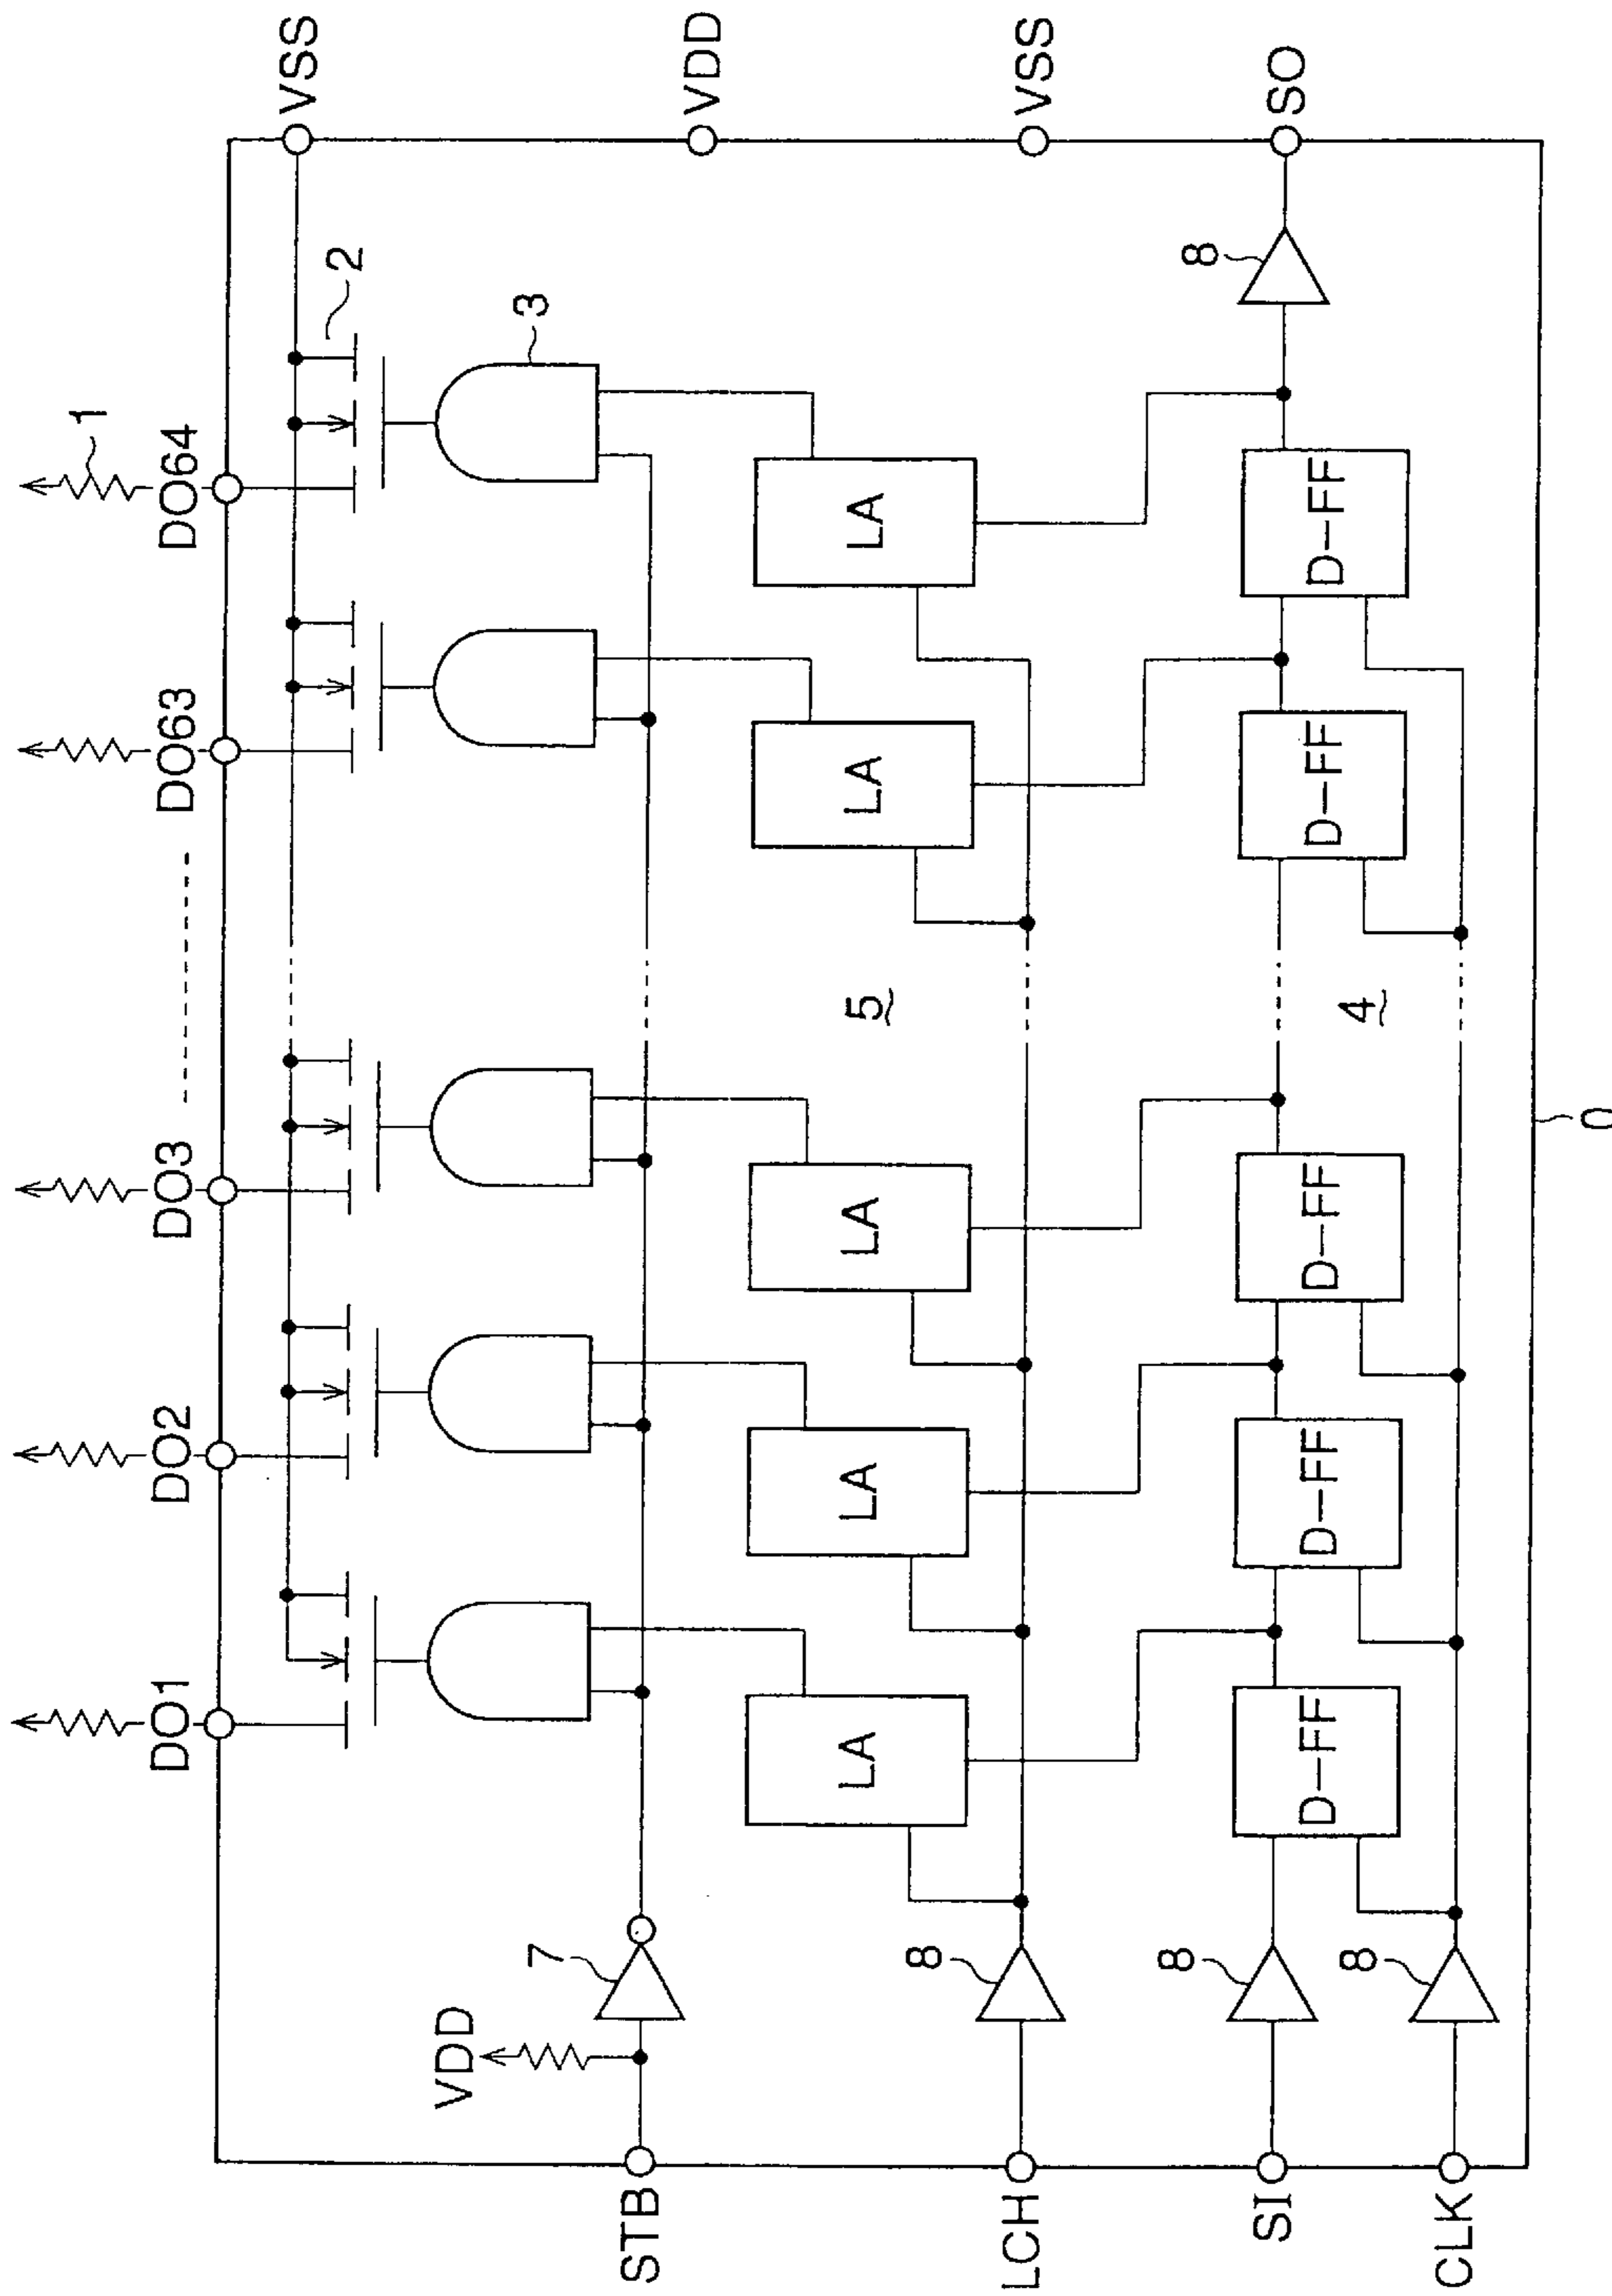 1
DO1 DO2 DO3 DO63 DO64
VSS
2
3
VDD
7
STB
VDD
LA LA LA LA LA
5
8
LCH
VSS
8
8
SI
D-FF D-FF D-FF D-FF D-FF
SO
4
8
CLK
0